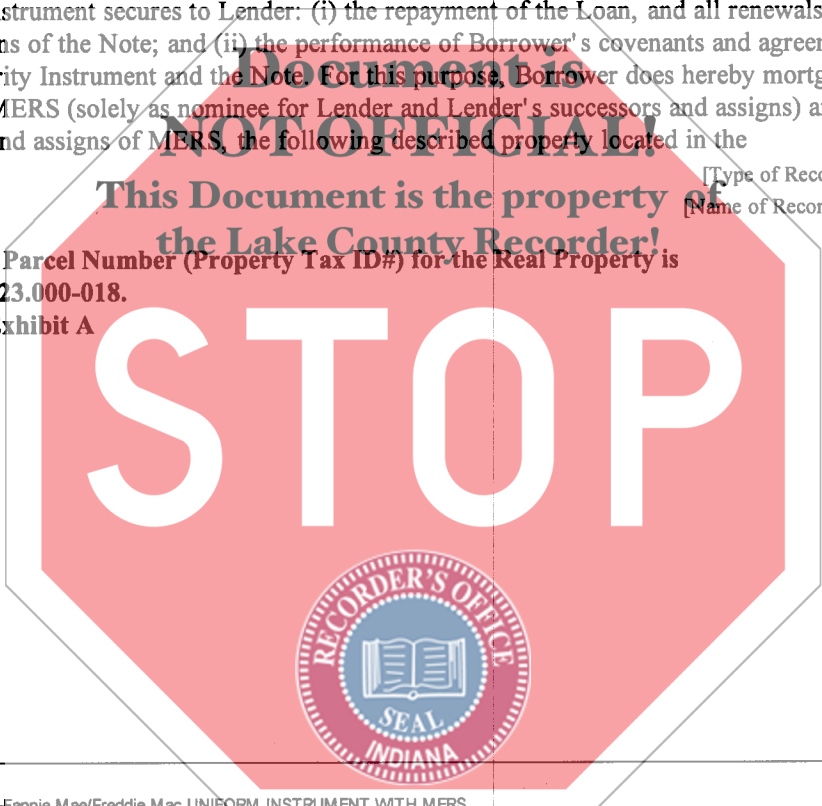 strument secures to Lender: (i) the repayment of the Loan, and all renewals
ns of the Note; and (ii) the performance of Borrower's covenants and agreer
rity Instrument and the Note. For this purpose, Borrower does hereby mortg
MERS (solely as nominee for Lender and Lender's successors and assigns) a
nd assigns of MERS, the following described property located in the
[Type of Reco
[Name of Recor
Document is
NOT OFFICIAL!
This Document is the property of
the Lake County Recorder!
Parcel Number (Property Tax ID#) for the Real Property is
23.000-018.
xhibit A
STOP
RECORDER'S OFFICE
SEAL
INDIANA
Fannie Mae/Freddie Mac UNIFORM INSTRUMENT WITH MERS